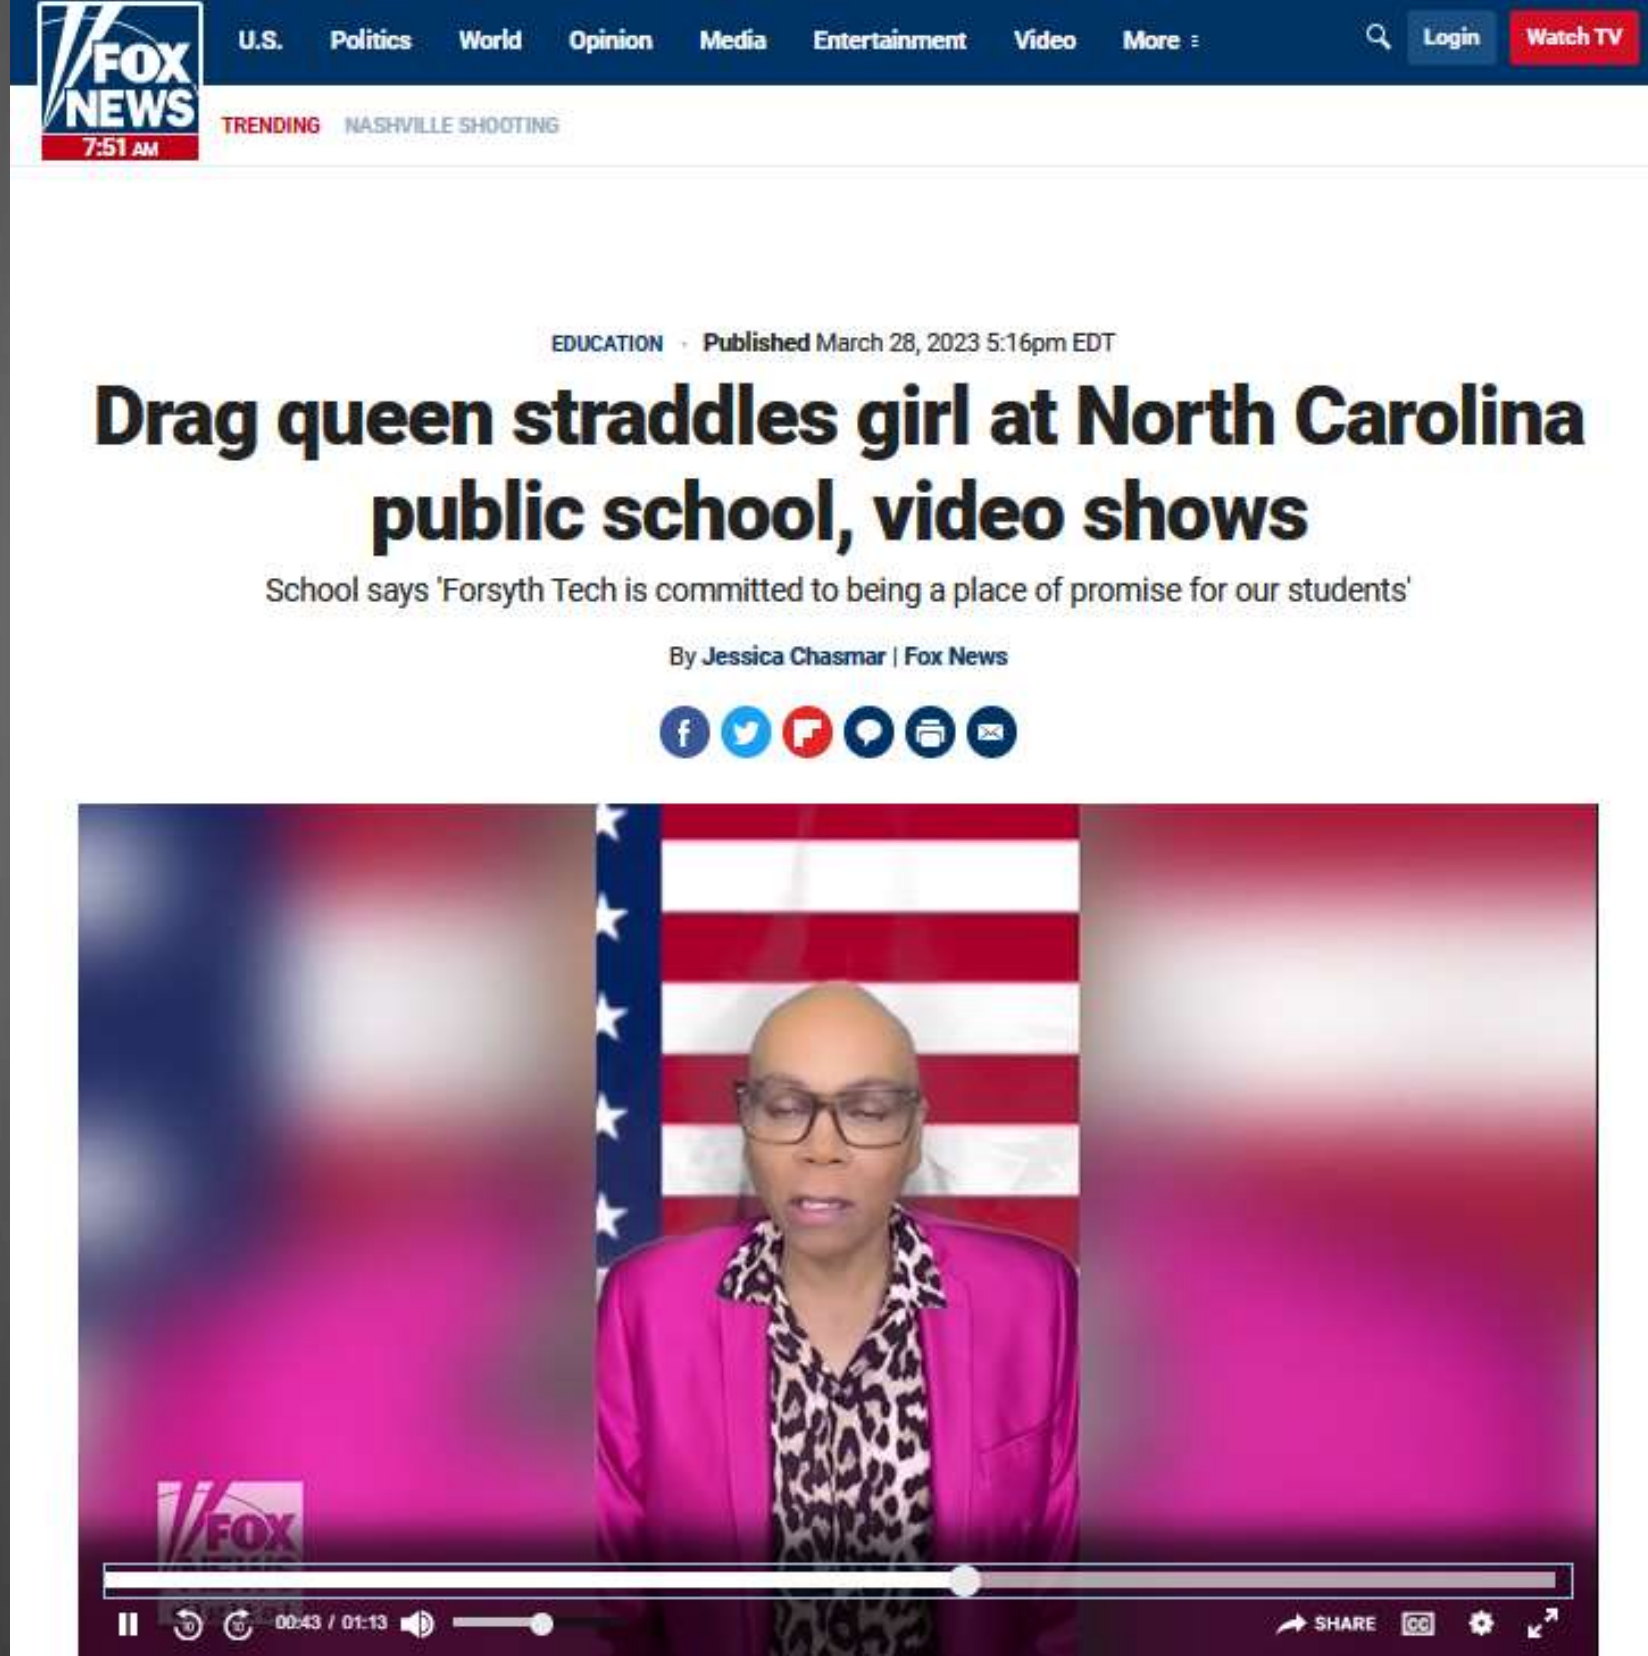 FOX
NEWS
7:51 AM
U.S. Politics World Opinion Media Entertainment Video More Login Watch TV
TRENDING NASHVILLE SHOOTING
EDUCATION · Published March 28, 2023 5:16pm EDT
Drag queen straddles girl at North Carolina
public school, video shows
School says 'Forsyth Tech is committed to being a place of promise for our students'
By Jessica Chasmar | Fox News
FOX
NEWS
00:43 / 01:13 SHARE CC